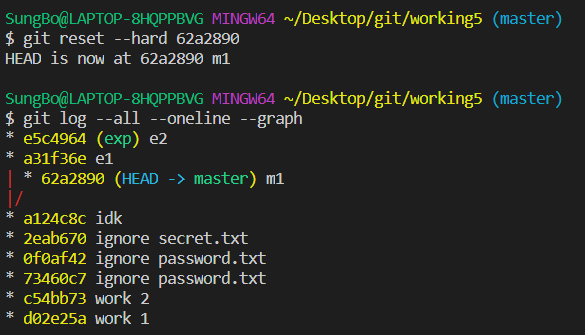 SungBo@LAPTOP-8HQPPBVG MINGW64 ~/Desktop/git/working5 (master)
$ git reset --hard 62a2890
HEAD is now at 62a2890 m1

SungBo@LAPTOP-8HQPPBVG MINGW64 ~/Desktop/git/working5 (master)
$ git log --all --oneline --graph
* e5c4964 (exp) e2
* a31f36e e1
| * 62a2890 (HEAD -> master) m1
|/
* a124c8c idk
* 2eab670 ignore secret.txt
* 0f0af42 ignore password.txt
* 73460c7 ignore password.txt
* c54bb73 work 2
* d02e25a work 1